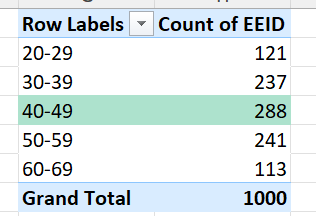 Row Labels Count of EEID
20-29 121
30-39 237
40-49 288
50-59 241
60-69 113
Grand Total 1000